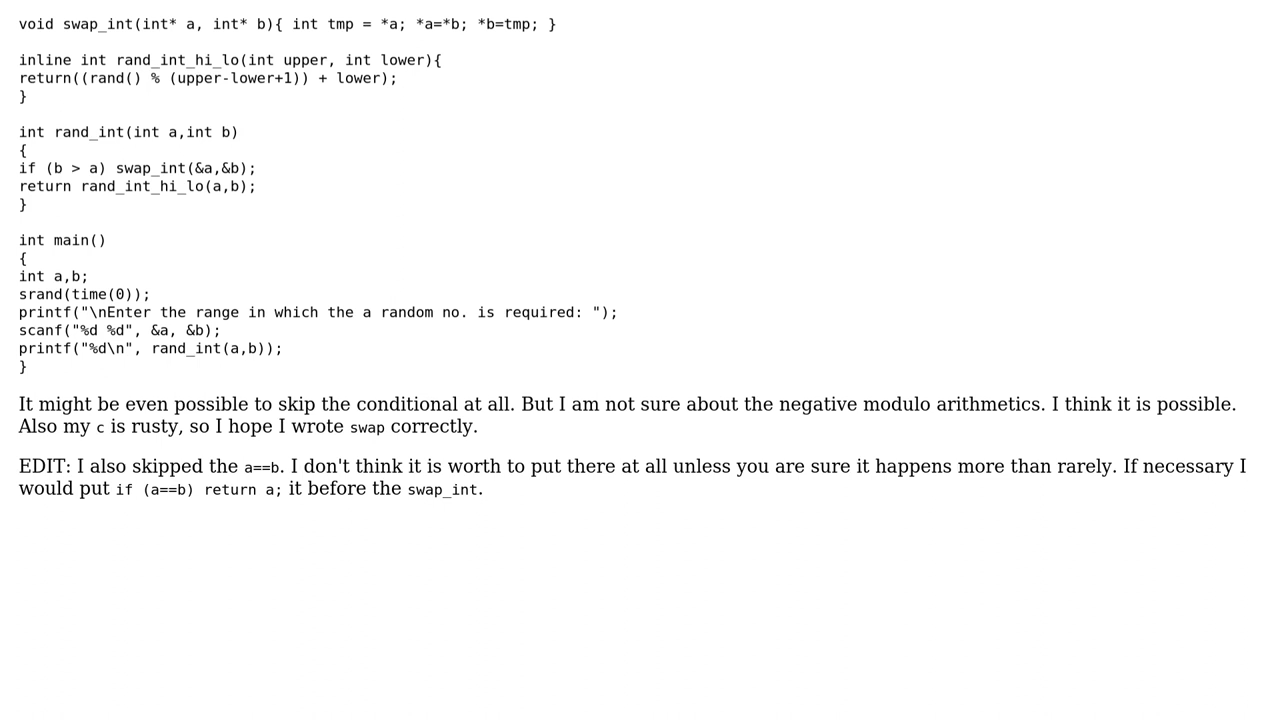 void swap_int(int* a, int* b){ int tmp = *a; *a=*b; *b=tmp; }
inline int rand_int_hi_lo(int upper, int lower){
return((rand() % (upper-lower+1)) + lower);
}
int rand_int(int a,int b)
{
if (b > a) swap_int(&a,&b);
return rand_int_hi_lo(a,b);
}
int main()
{
int a,b;
srand(time(0));
printf("\nEnter the range in which the a random no. is required: ");
scanf("%d %d", &a, &b);
printf("%d\n", rand_int(a,b));
}
It might be even possible to skip the conditional at all. But I am not sure about the negative modulo arithmetics. I think it is possible.
Also my c is rusty, so I hope I wrote swap correctly.
EDIT: I also skipped the a==b. I don't think it is worth to put there at all unless you are sure it happens more than rarely. If necessary I
would put if (a==b) return a; it before the swap_int.